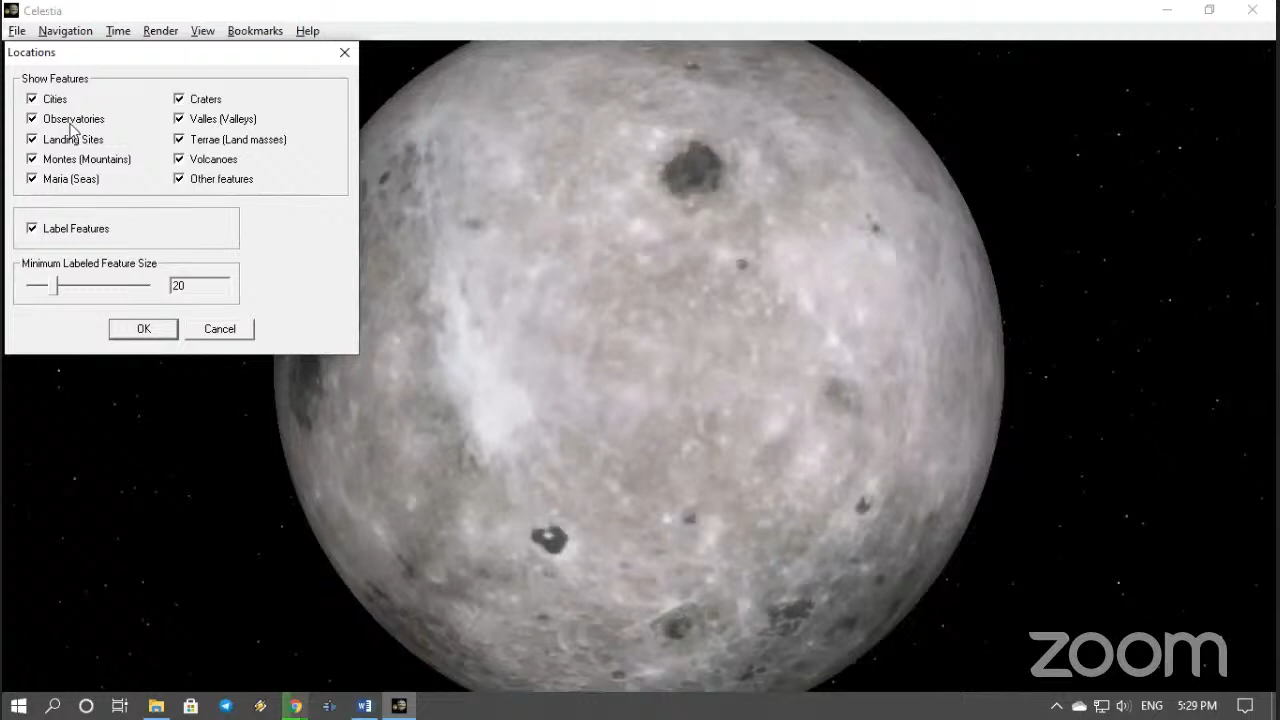 Celestia
File Navigation Time Render View Bookmarks Help
Locations
Show Features
Cities Craters
Observatories Valles (Valleys)
Landing Sites Terrae (Land masses)
Montes (Mountains) Volcanoes
Maria (Seas) Other features
Label Features
Minimum Labeled Feature Size
20
OK Cancel
zoom
ENG 5:29 PM